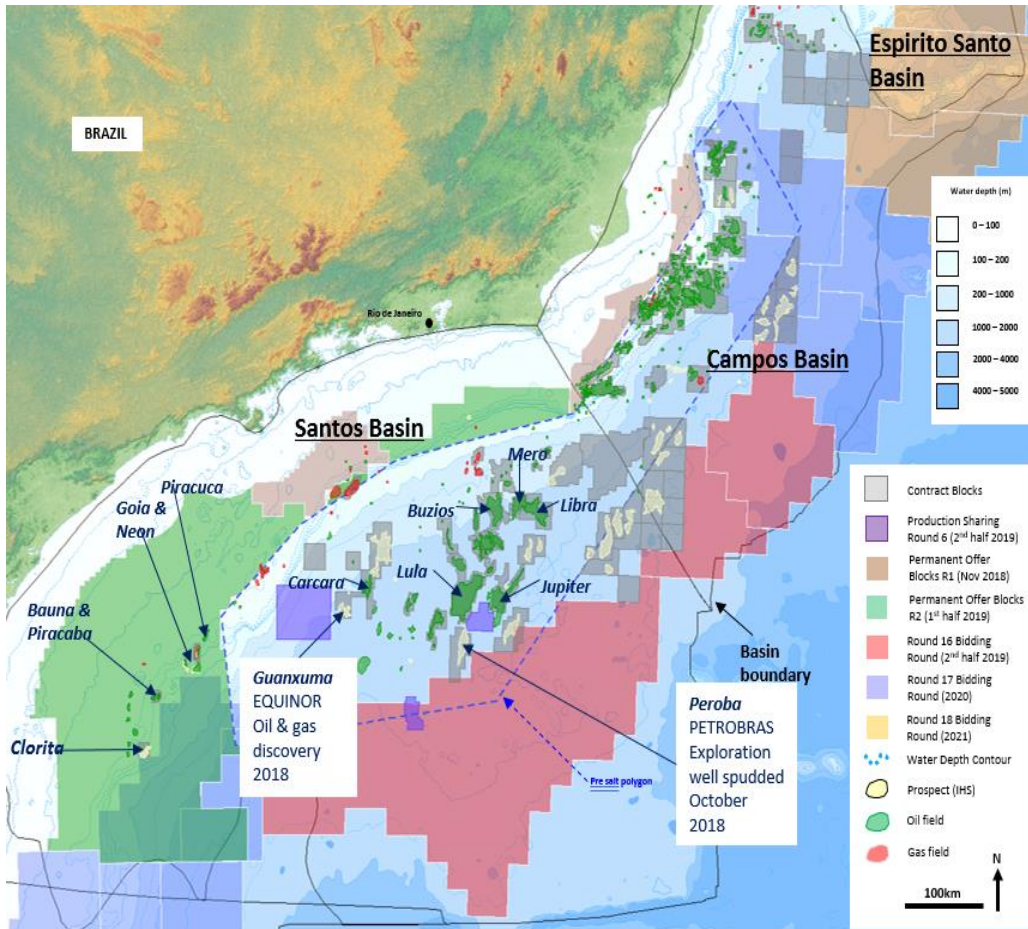 Espirito Santo
Basin
BRAZIL
Water depth (m)
0 – 100
100 – 200
200 – 1000
1000 – 2000
2000 – 4000
4000 – 5000
Rio de Janeiro
Campos Basin
Santos Basin
Piracuca
Goia &
Neon
Mero
Buzios
Libra
Carcara
Lula
Jupiter
Bauna &
Piracaba
Clorita
Guanxuma
EQUINOR
Oil & gas
discovery
2018
Basin
boundary
Peroba
PETROBRAS
Exploration
well spudded
October
2018
Pre salt polygon
Contract Blocks
Production Sharing
Round 6 (2nd half 2019)
Permanent Offer
Blocks R1 (Nov 2018)
Permanent Offer Blocks
R2 (1st half 2019)
Round 16 Bidding
Round (2nd half 2019)
Round 17 Bidding
Round (2020)
Round 18 Bidding
Round (2021)
Water Depth Contour
Prospect (IHS)
Oil field
Gas field
N
100km